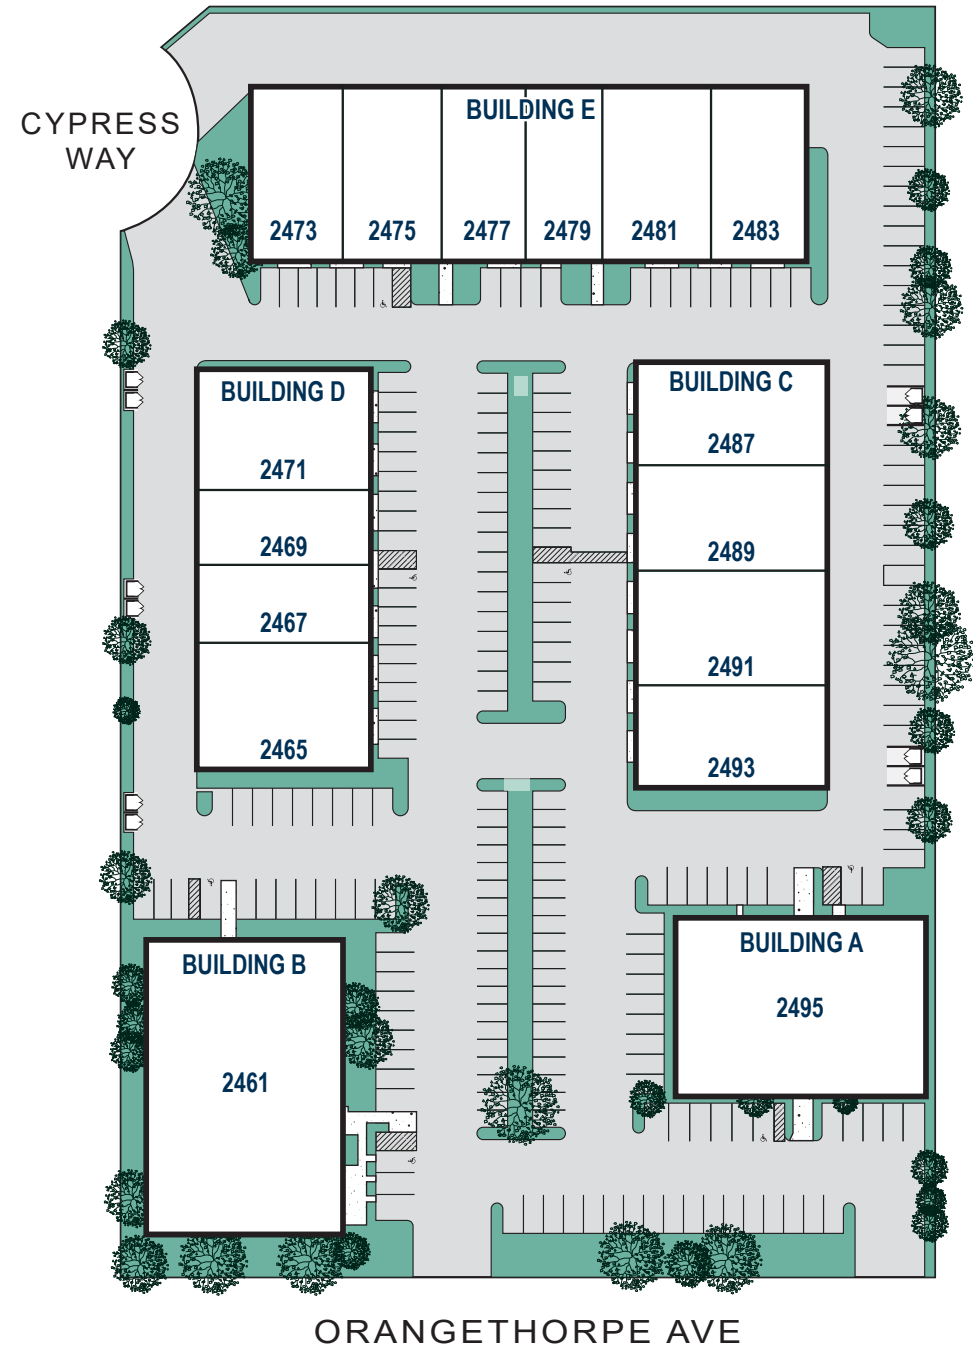 CYPRESS
WAY
BUILDING E
2473
2475
2477
2479
2481
2483
BUILDING D
2471
2469
2467
2465
BUILDING C
2487
2489
2491
2493
BUILDING B
2461
BUILDING A
2495
ORANGETHORPE AVE